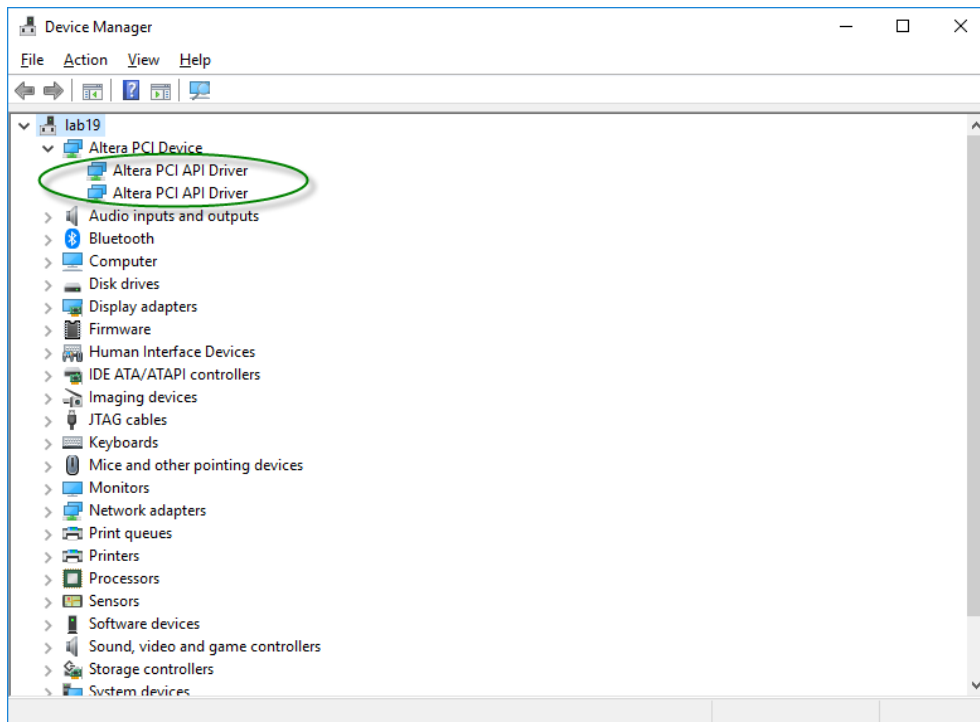 Device Manager
File Action View Help
lab19
Altera PCI Device
Altera PCI API Driver
Altera PCI API Driver
Audio inputs and outputs
Bluetooth
Computer
Disk drives
Display adapters
Firmware
Human Interface Devices
IDE ATA/ATAPI controllers
Imaging devices
JTAG cables
Keyboards
Mice and other pointing devices
Monitors
Network adapters
Print queues
Printers
Processors
Sensors
Software devices
Sound, video and game controllers
Storage controllers
System devices